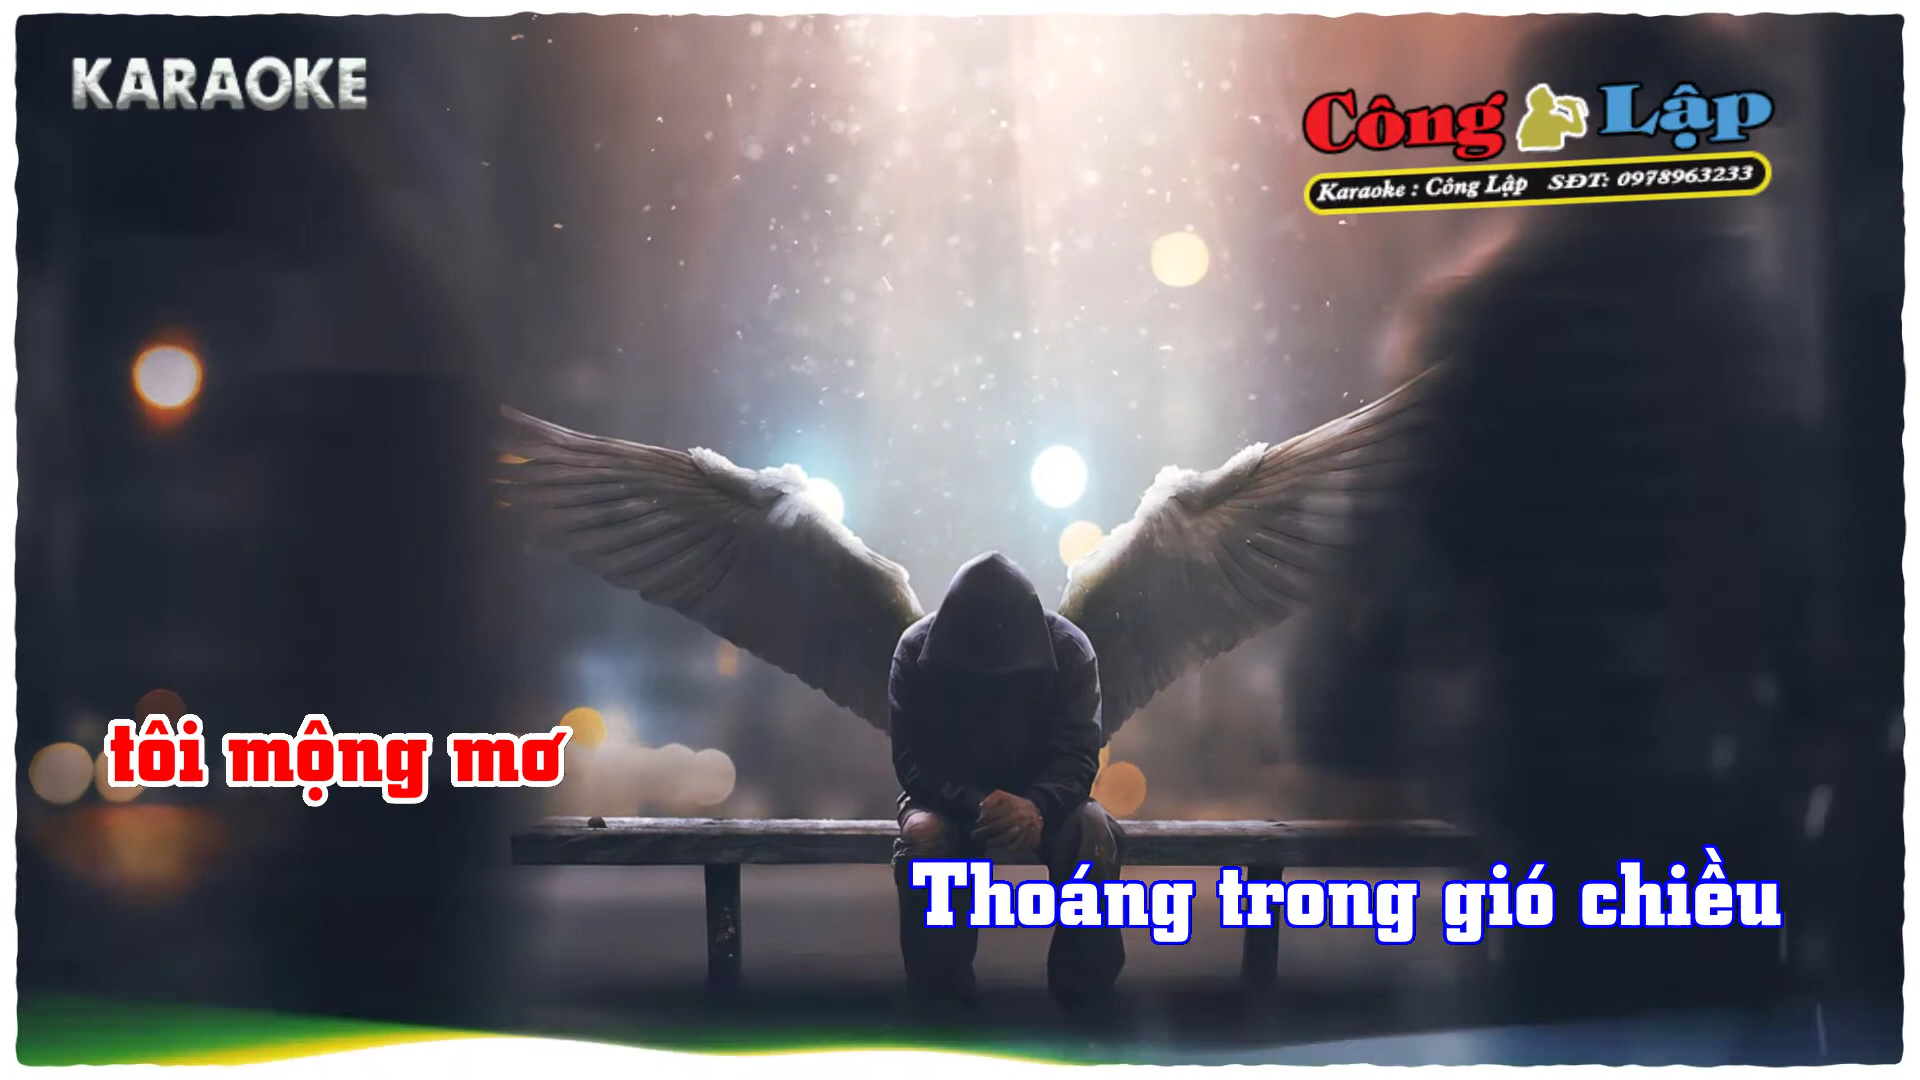 KARAOKE
Công Lập
Karaoke : Công Lập SĐT: 0978963233
tôi mộng mơ
Thoáng trong gió chiều